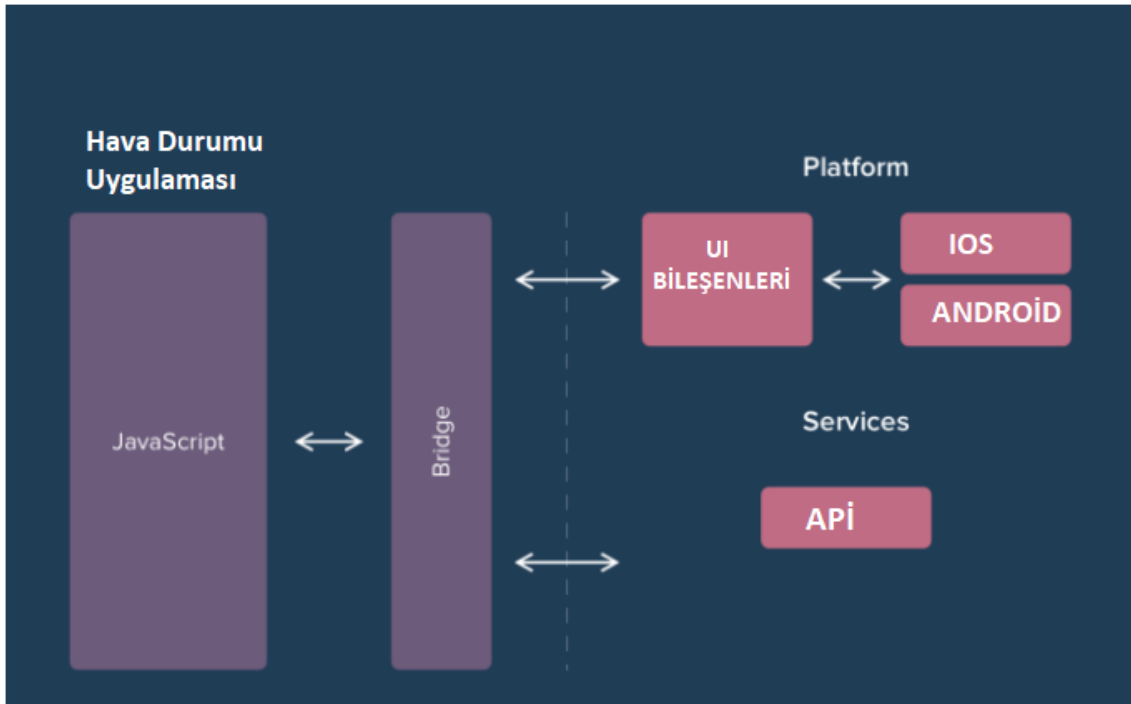 Hava Durumu
Uygulaması
Platform
UI
BİLEŞENLERİ
IOS
ANDROİD
JavaScript
Bridge
Services
APİ